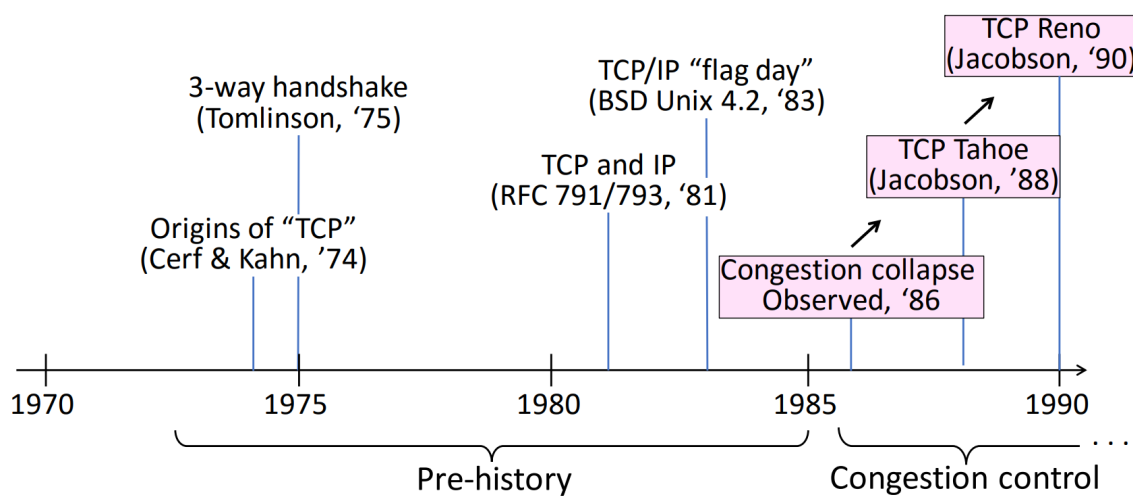 TCP Reno
(Jacobson, ‘90)
3-way handshake
(Tomlinson, ‘75)
TCP/IP “flag day”
(BSD Unix 4.2, ‘83)
TCP Tahoe
(Jacobson, ’88)
TCP and IP
(RFC 791/793, ‘81)
Origins of “TCP”
(Cerf & Kahn, ’74)
Congestion collapse
Observed, ‘86
1970 1975 1980 1985 1990
. . .
Pre-history Congestion control